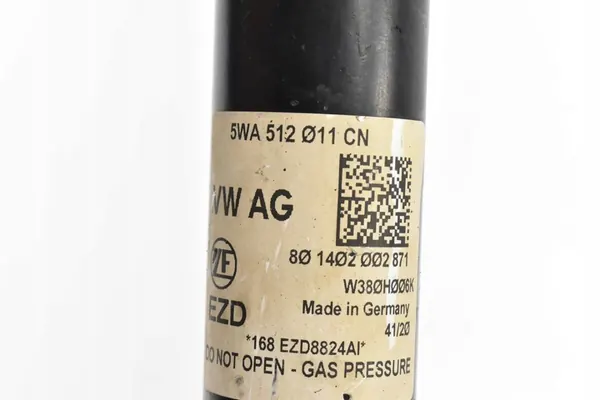 5WA 512 Ø11 CN
VW AG
8Ø 14Ø2 ØØ2 871
ZF
W38ØHØØ6K
EZD
Made in Germany
41/2Ø
*168 EZD8824AI*
DO NOT OPEN - GAS PRESSURE